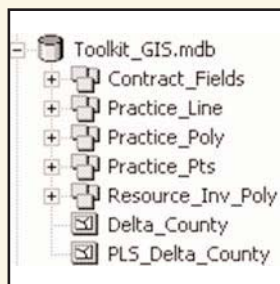 Toolkit_GIS.mdb
Contract_Fields
Practice_Line
Practice_Poly
Practice_Pts
Resource_Inv_Poly
Delta_County
PLS_Delta_County